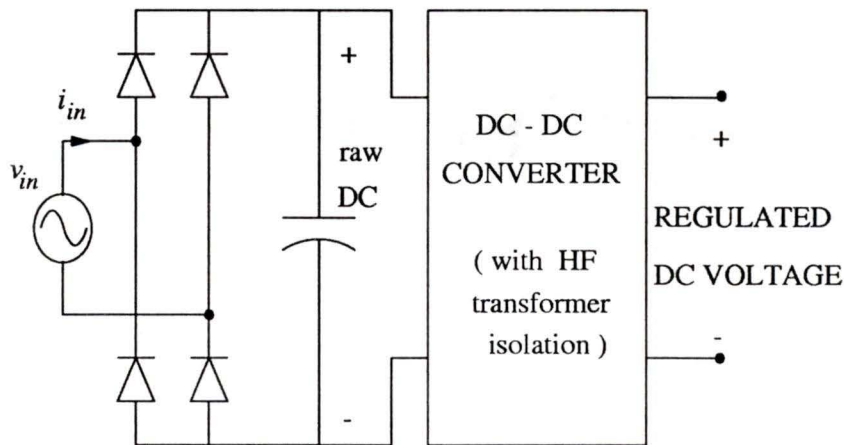 +
i_in
DC - DC
CONVERTER
+
raw
DC
v_in
REGULATED
DC VOLTAGE
( with HF
transformer
isolation )
-
-